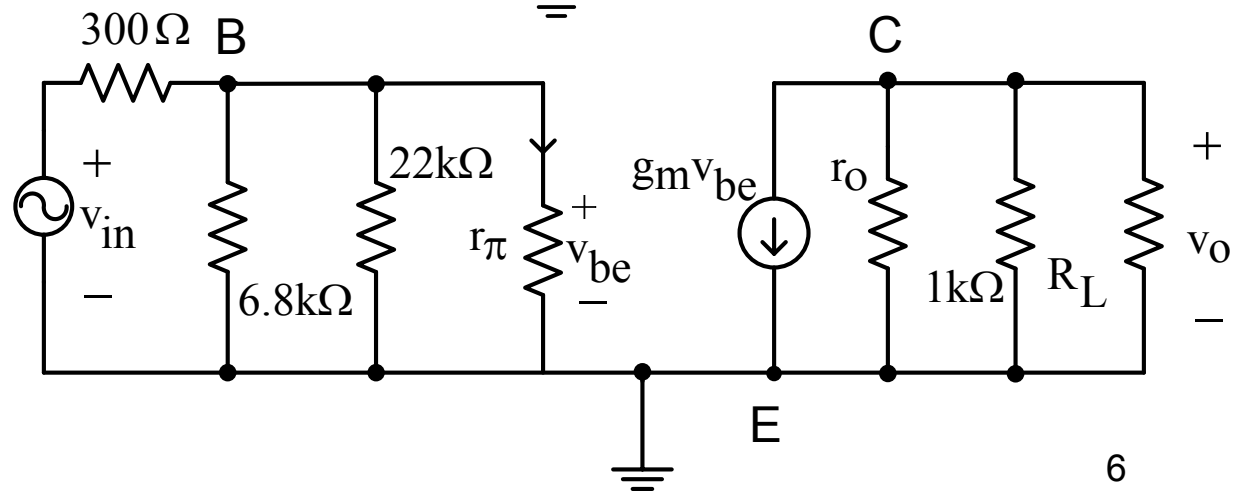 300Ω
B
C
+
v_in
−
6.8kΩ
22kΩ
r_π
+
v_be
−
g_m v_be
r_o
1kΩ
R_L
+
v_o
−
E
6